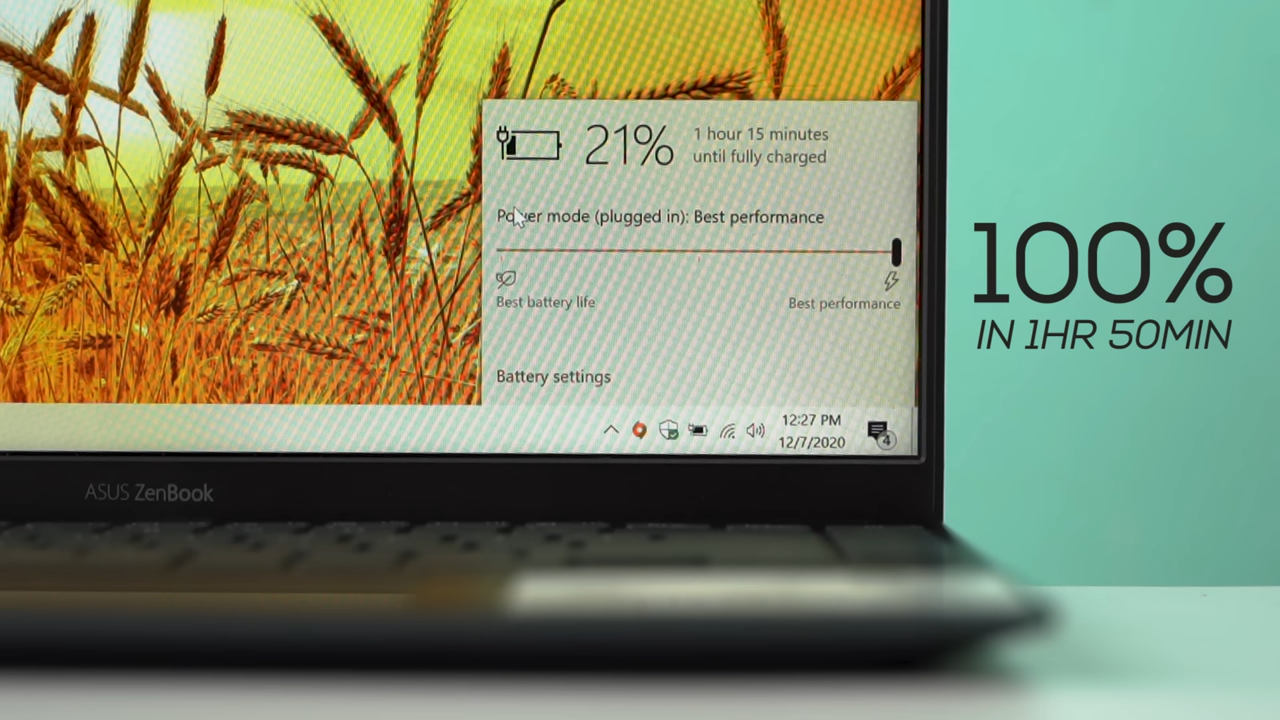 21%
1 hour 15 minutes
until fully charged
Power mode (plugged in): Best performance
Best battery life
Best performance
Battery settings
12:27 PM
12/7/2020
4
ASUS ZenBook
100%
IN 1HR 50MIN